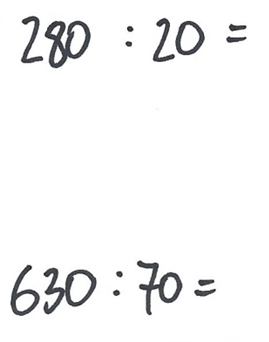 280 : 20 =
630 : 70 =